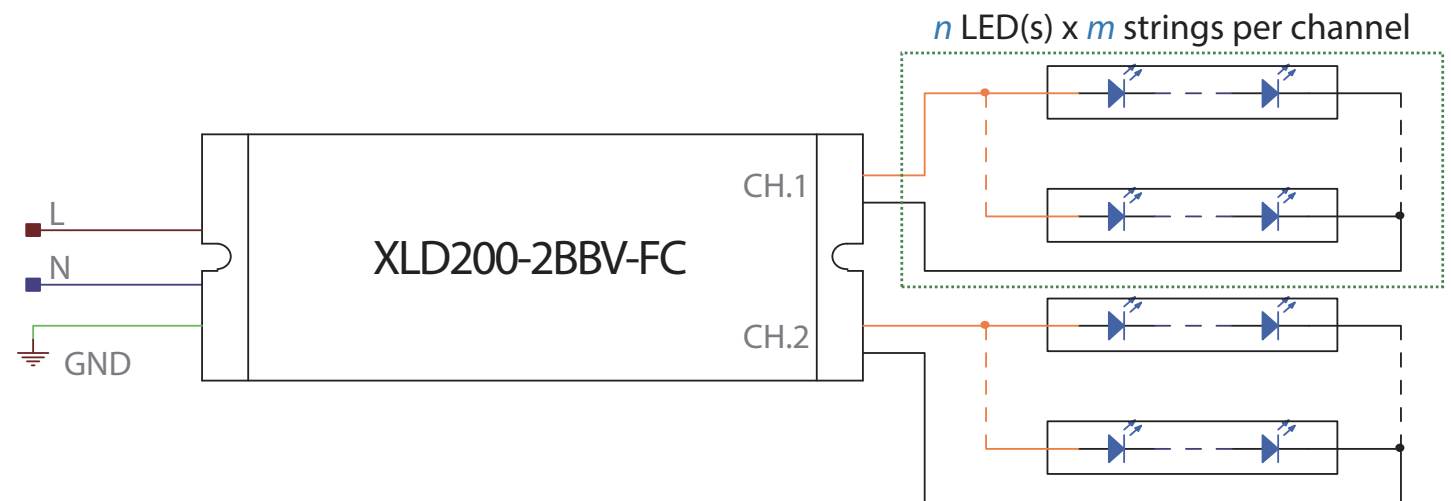 n LED(s) x m strings per channel
CH.1
L
XLD200-2BBV-FC
N
CH.2
GND